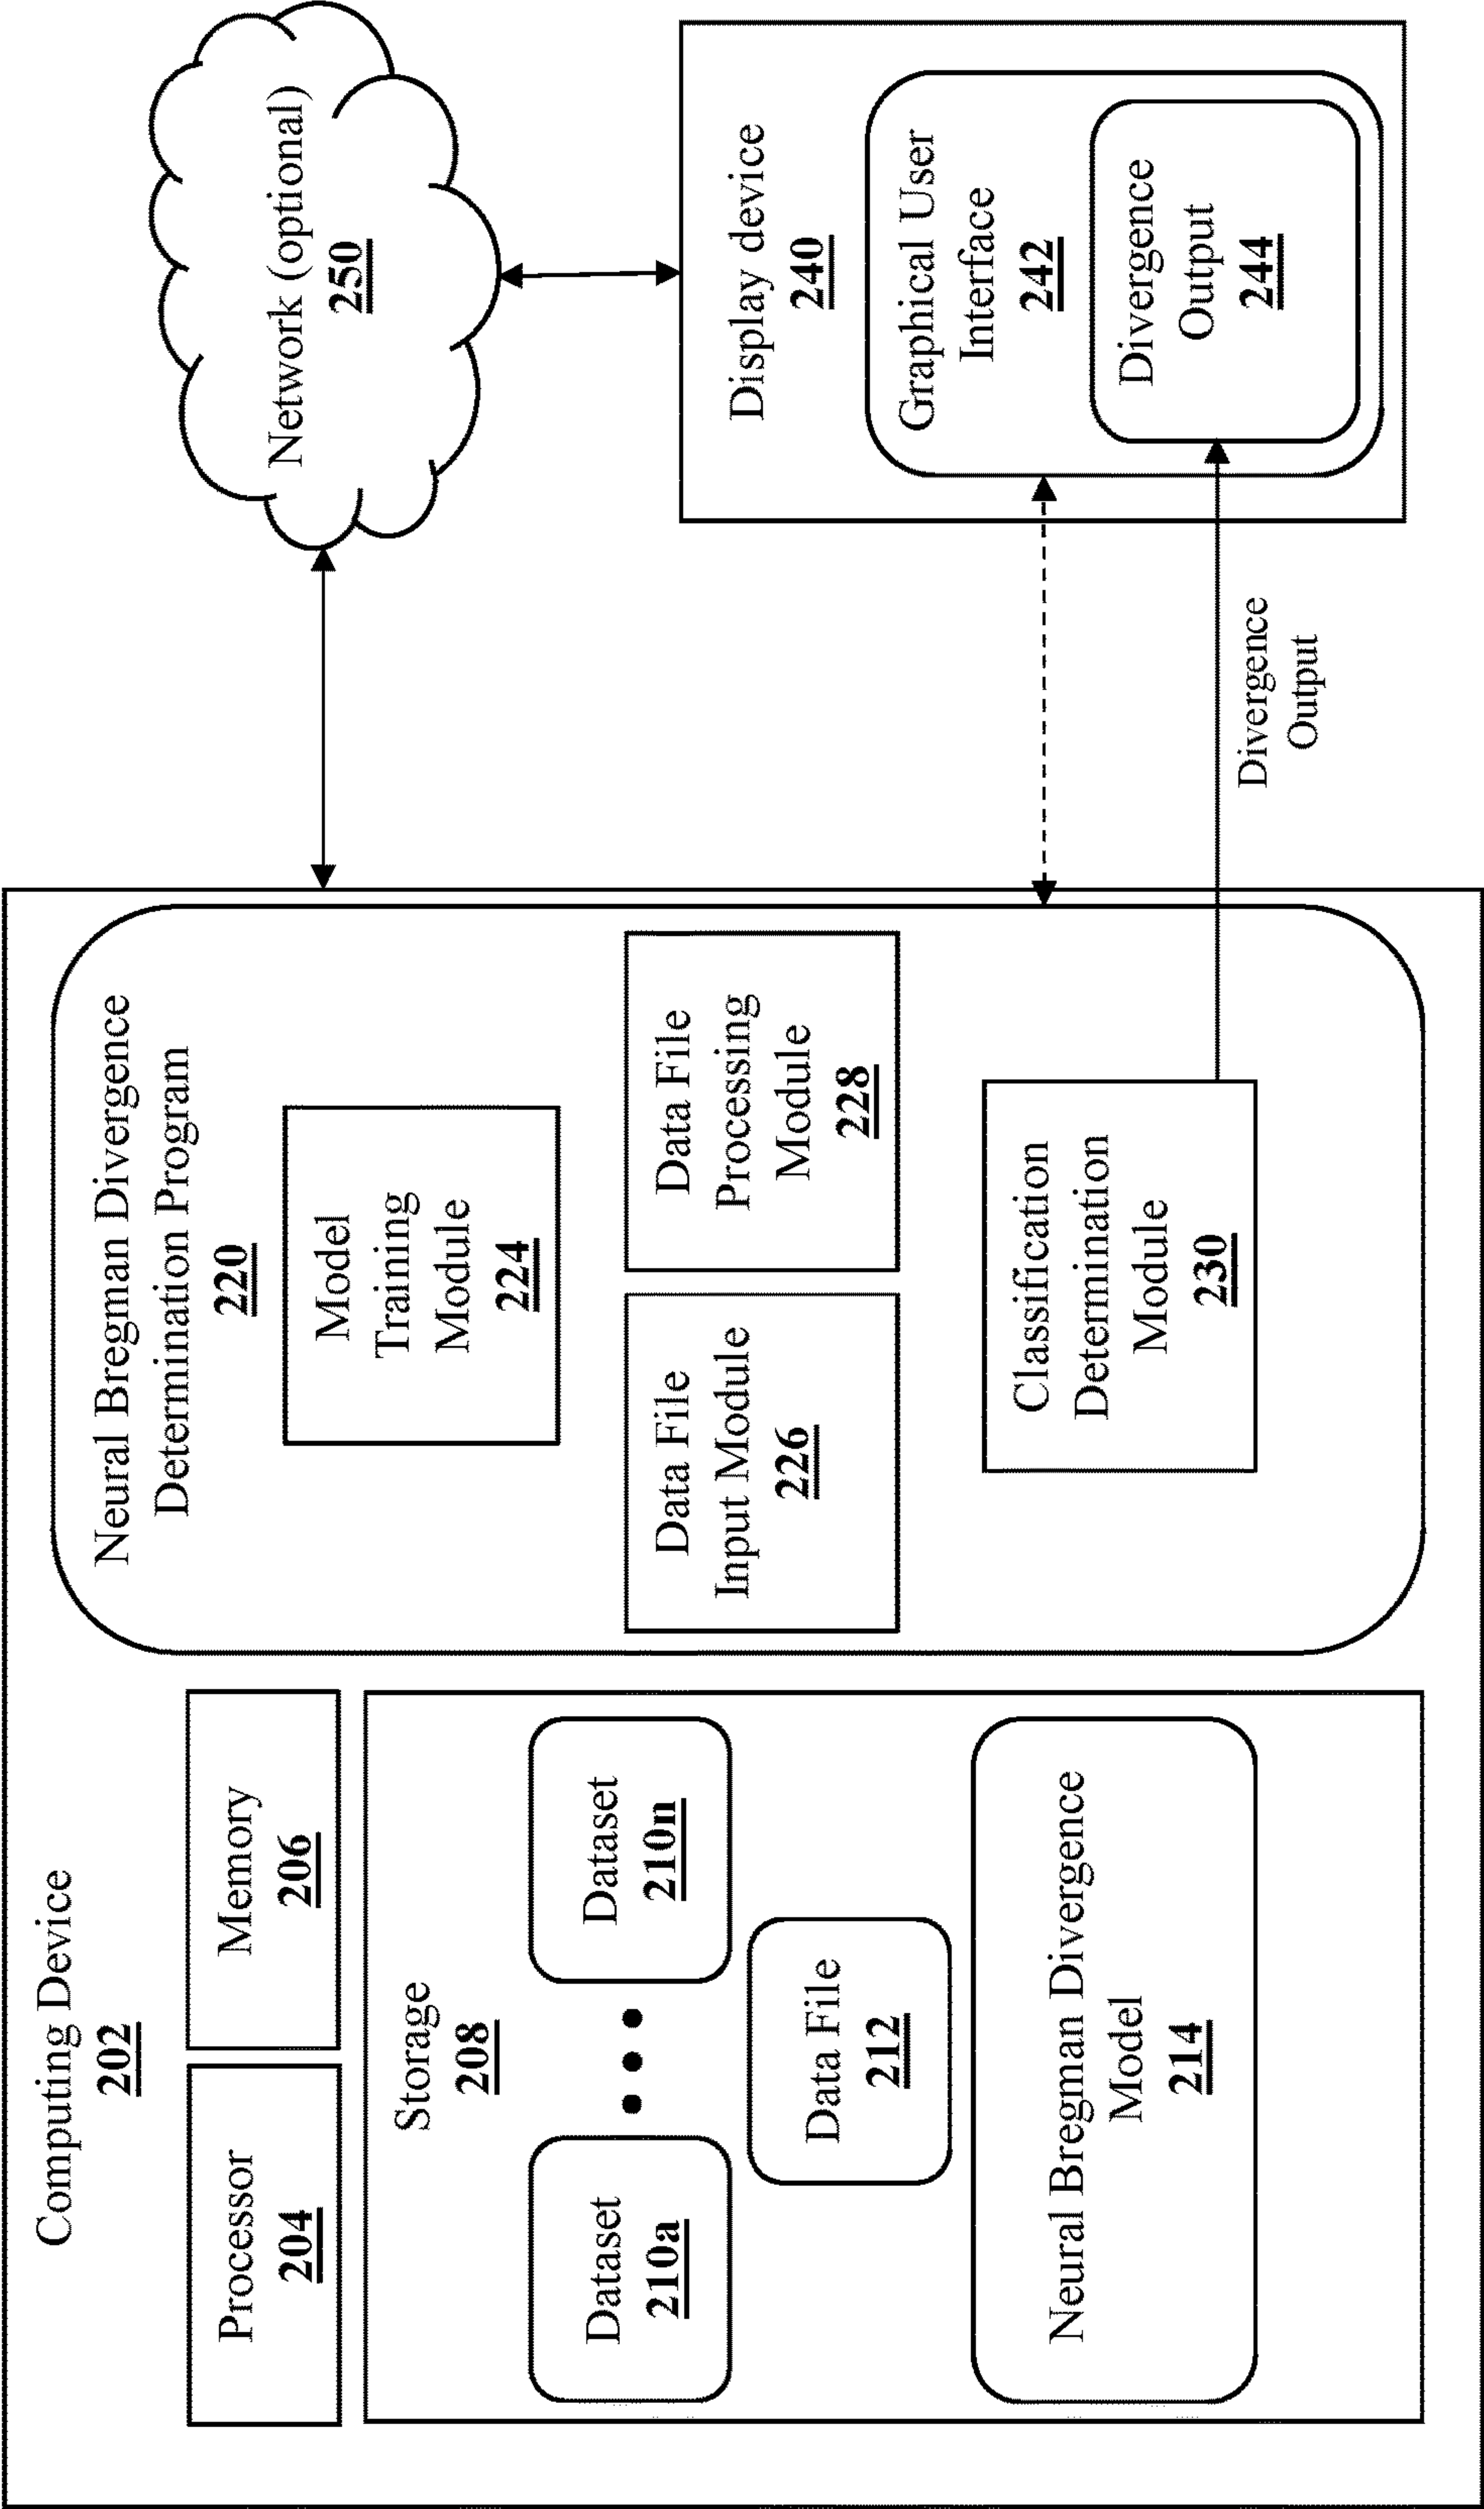 Computing Device
202
Processor
204
Memory
206
Storage
208
Dataset
210a
Dataset
210n
Data File
212
Neural Bregman Divergence
Model
214
Neural Bregman Divergence
Determination Program
220
Model
Training
Module
224
Data File
Input Module
226
Data File
Processing
Module
228
Classification
Determination
Module
230
Divergence
Output
Network (optional)
250
Display device
240
Graphical User
Interface
242
Divergence
Output
244